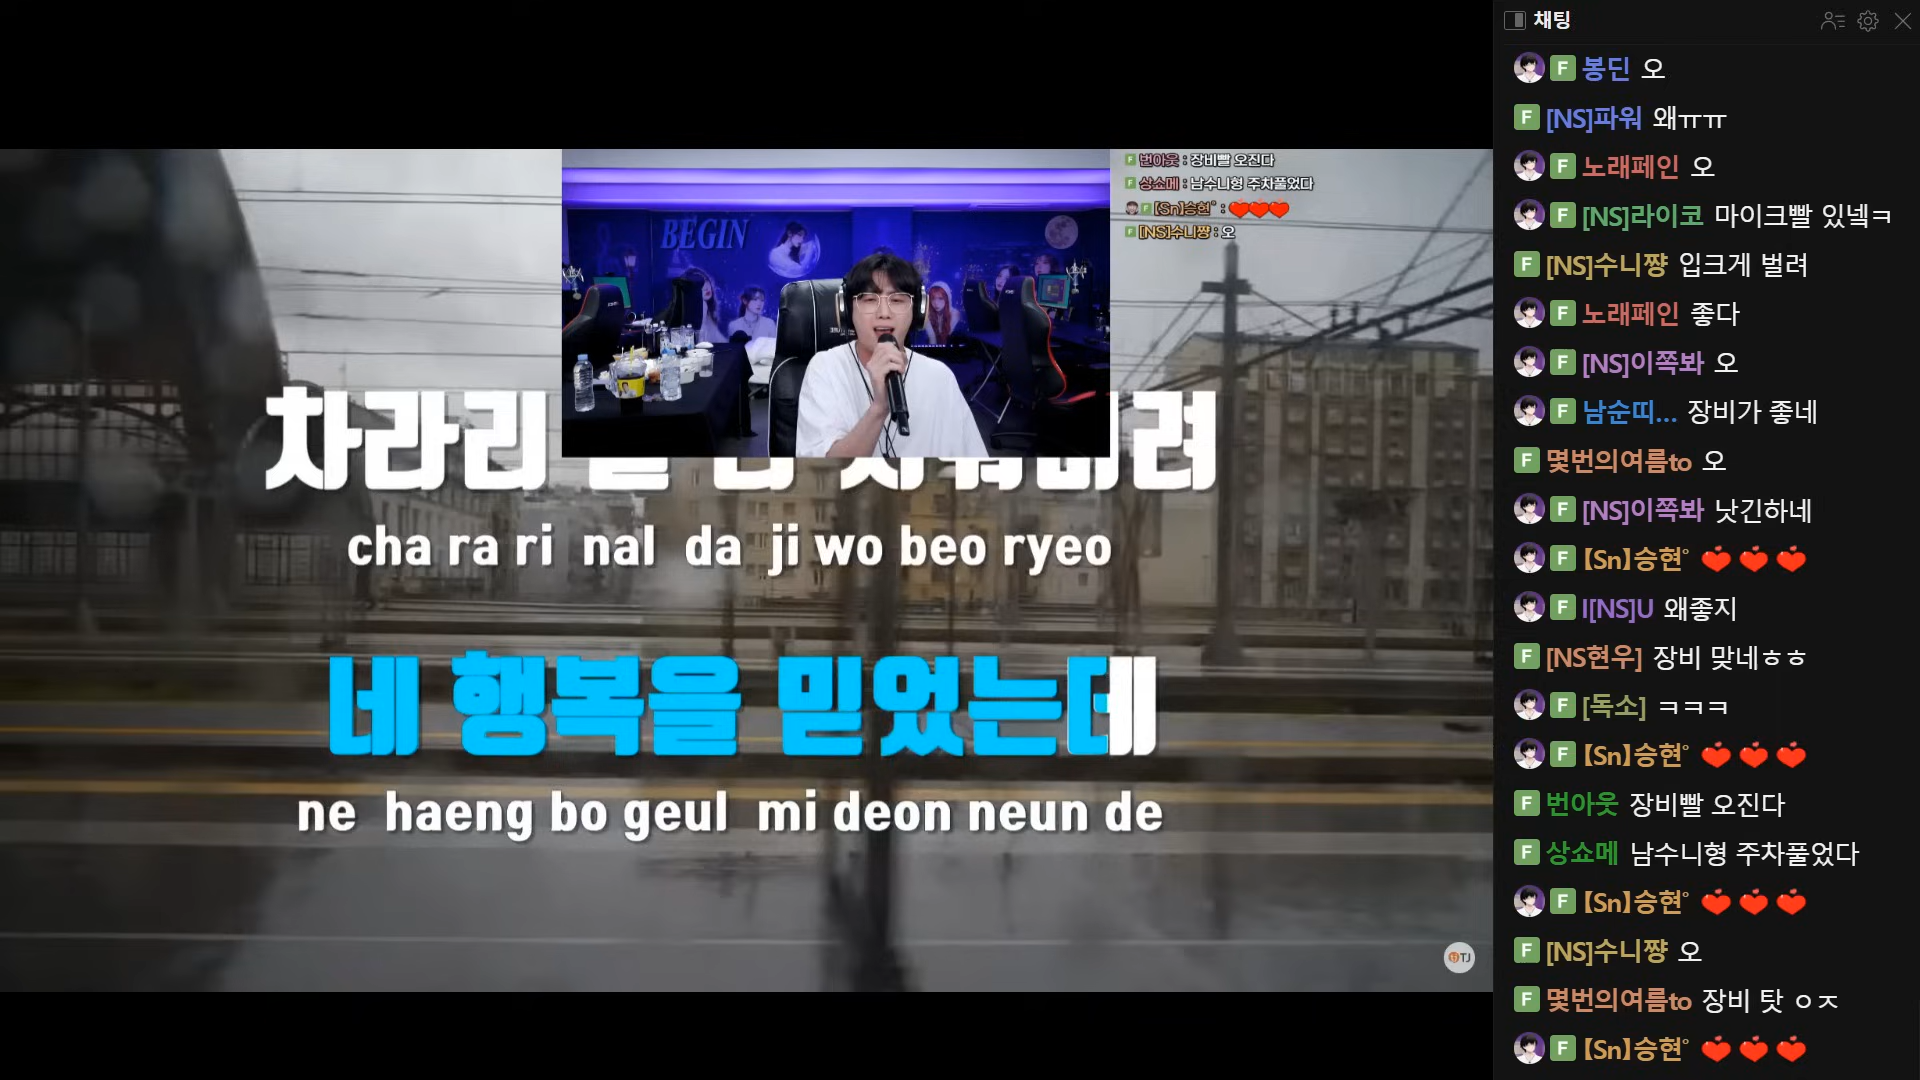 채팅
F 봉딘 오
F [NS]파워 왜ㅠㅠ
F 노래페인 오
F [NS]라이코 마이크빨 있넼ㅋ
F [NS]수니쨩 입크게 벌려
F 노래페인 좋다
F [NS]이쪽봐 오
F 남순띠... 장비가 좋네
F 몇번의여름to 오
F [NS]이쪽봐 낫긴하네
F 【Sn】승현°
F I[NS]U 왜좋지
F [NS현우] 장비 맞네ㅎㅎ
F [독소] ㅋㅋㅋ
F 【Sn】승현°
F 번아웃 장비빨 오진다
F 상쇼메 남수니형 주차풀었다
F 【Sn】승현°
F [NS]수니쨩 오
F 몇번의여름to 장비 탓 ㅇㅈ
F 【Sn】승현°
F 번아웃 : 장비빨 오진다
F 상쇼메 : 남수니형 주차풀었다
F 【Sn】승현° :
F [NS]수니쨩 : 오
BEGIN
차라리 려
cha ra ri nal da ji wo beo ryeo
네 행복을 믿었는데
ne haeng bo geul mi deon neun de
TJ